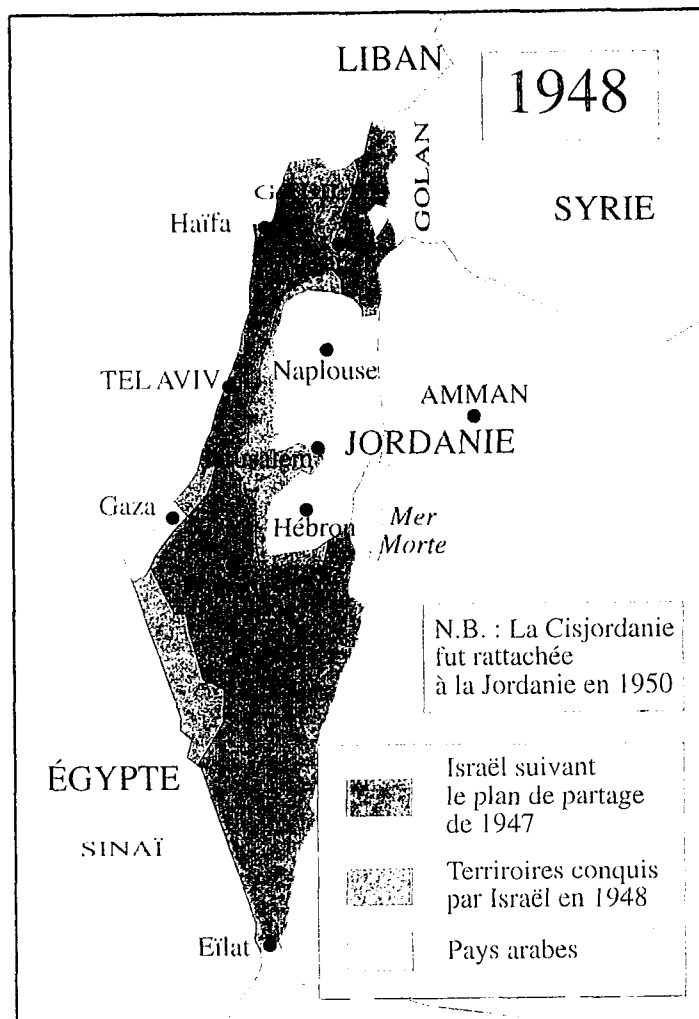 LIBAN
1948
GOLAN
SYRIE
Haïfa
Naplouse
TEL AVIV
AMMAN
JORDANIE
Gaza
Hébron
Mer
Morte
N.B. : La Cisjordanie
fut rattachée
à la Jordanie en 1950
ÉGYPTE
SINAÏ
Israël suivant
le plan de partage
de 1947
Terriroires conquis
par Israël en 1948
Pays arabes
Eïlat